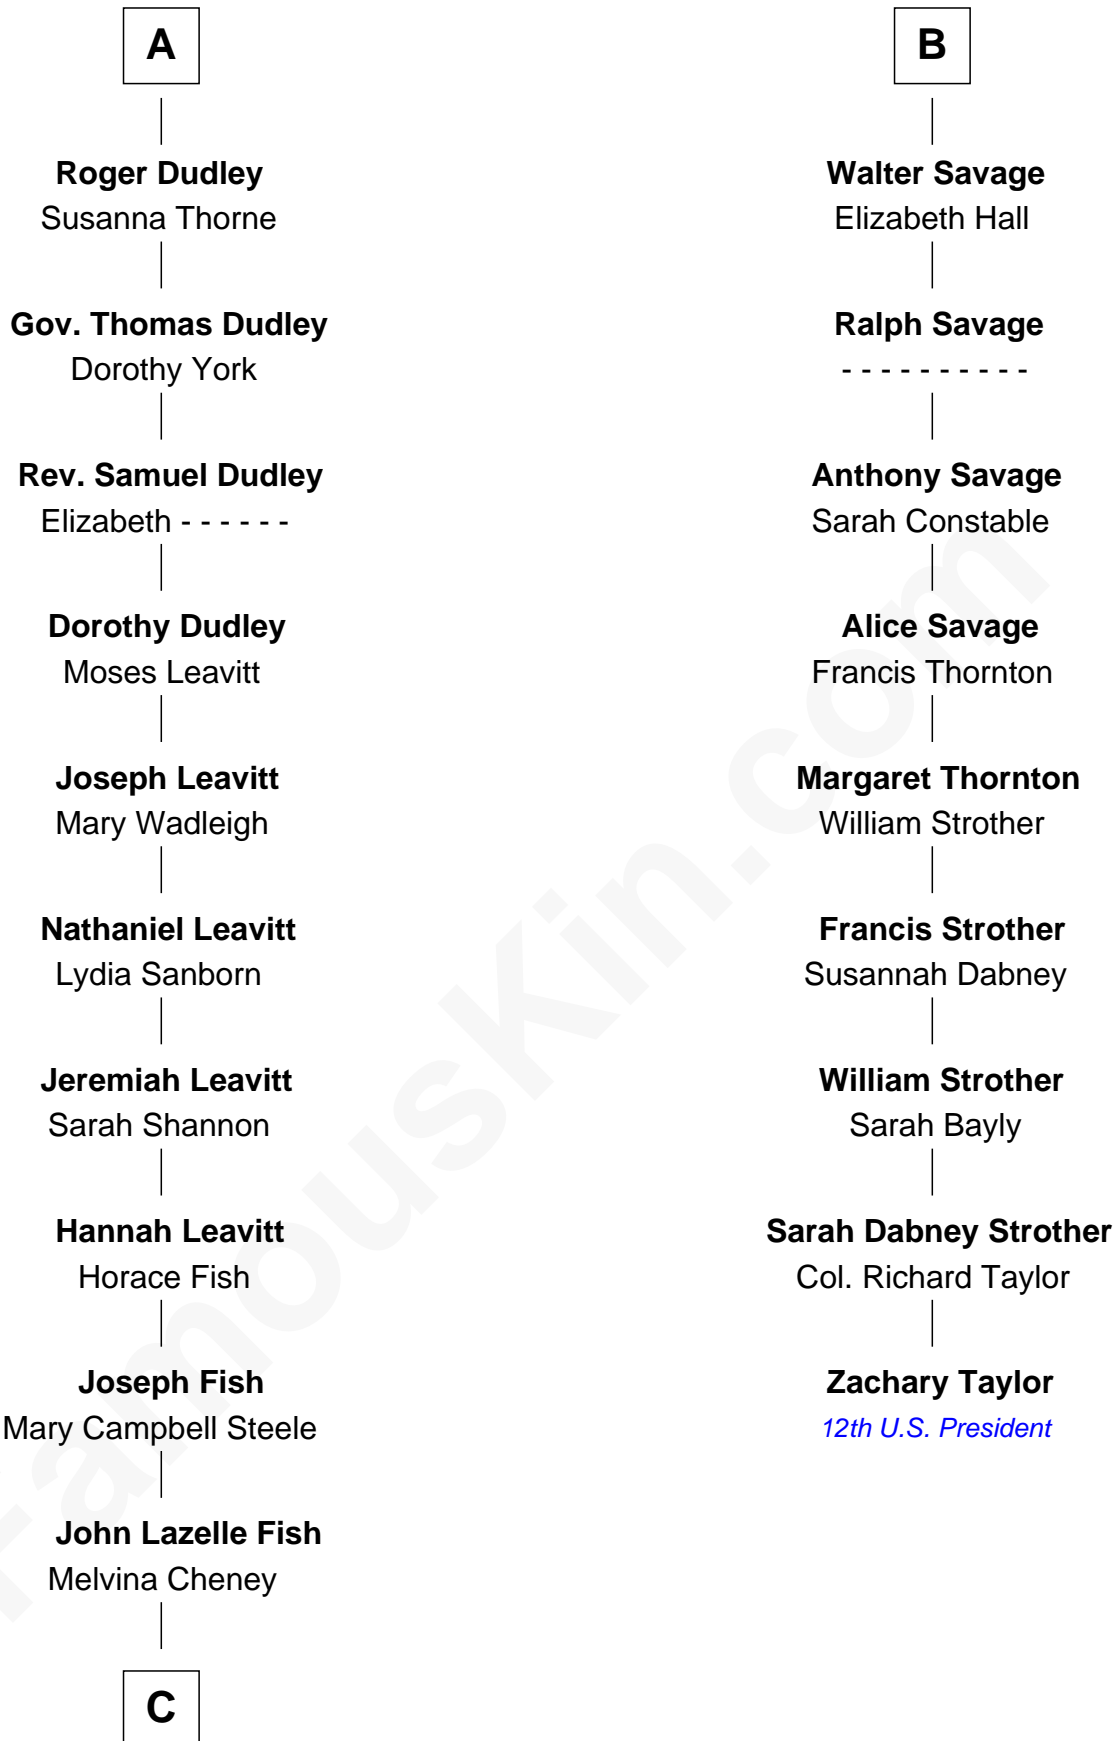 A
Roger Dudley
Susanna Thorne
Gov. Thomas Dudley
Dorothy York
Rev. Samuel Dudley
Elizabeth - - - - - -
Dorothy Dudley
Moses Leavitt
Joseph Leavitt
Mary Wadleigh
Nathaniel Leavitt
Lydia Sanborn
Jeremiah Leavitt
Sarah Shannon
Hannah Leavitt
Horace Fish
Joseph Fish
Mary Campbell Steele
John Lazelle Fish
Melvina Cheney
C
B
Walter Savage
Elizabeth Hall
Ralph Savage
- - - - - - - - - -
Anthony Savage
Sarah Constable
Alice Savage
Francis Thornton
Margaret Thornton
William Strother
Francis Strother
Susannah Dabney
William Strother
Sarah Bayly
Sarah Dabney Strother
Col. Richard Taylor
Zachary Taylor
12th U.S. President
FamousKin.com